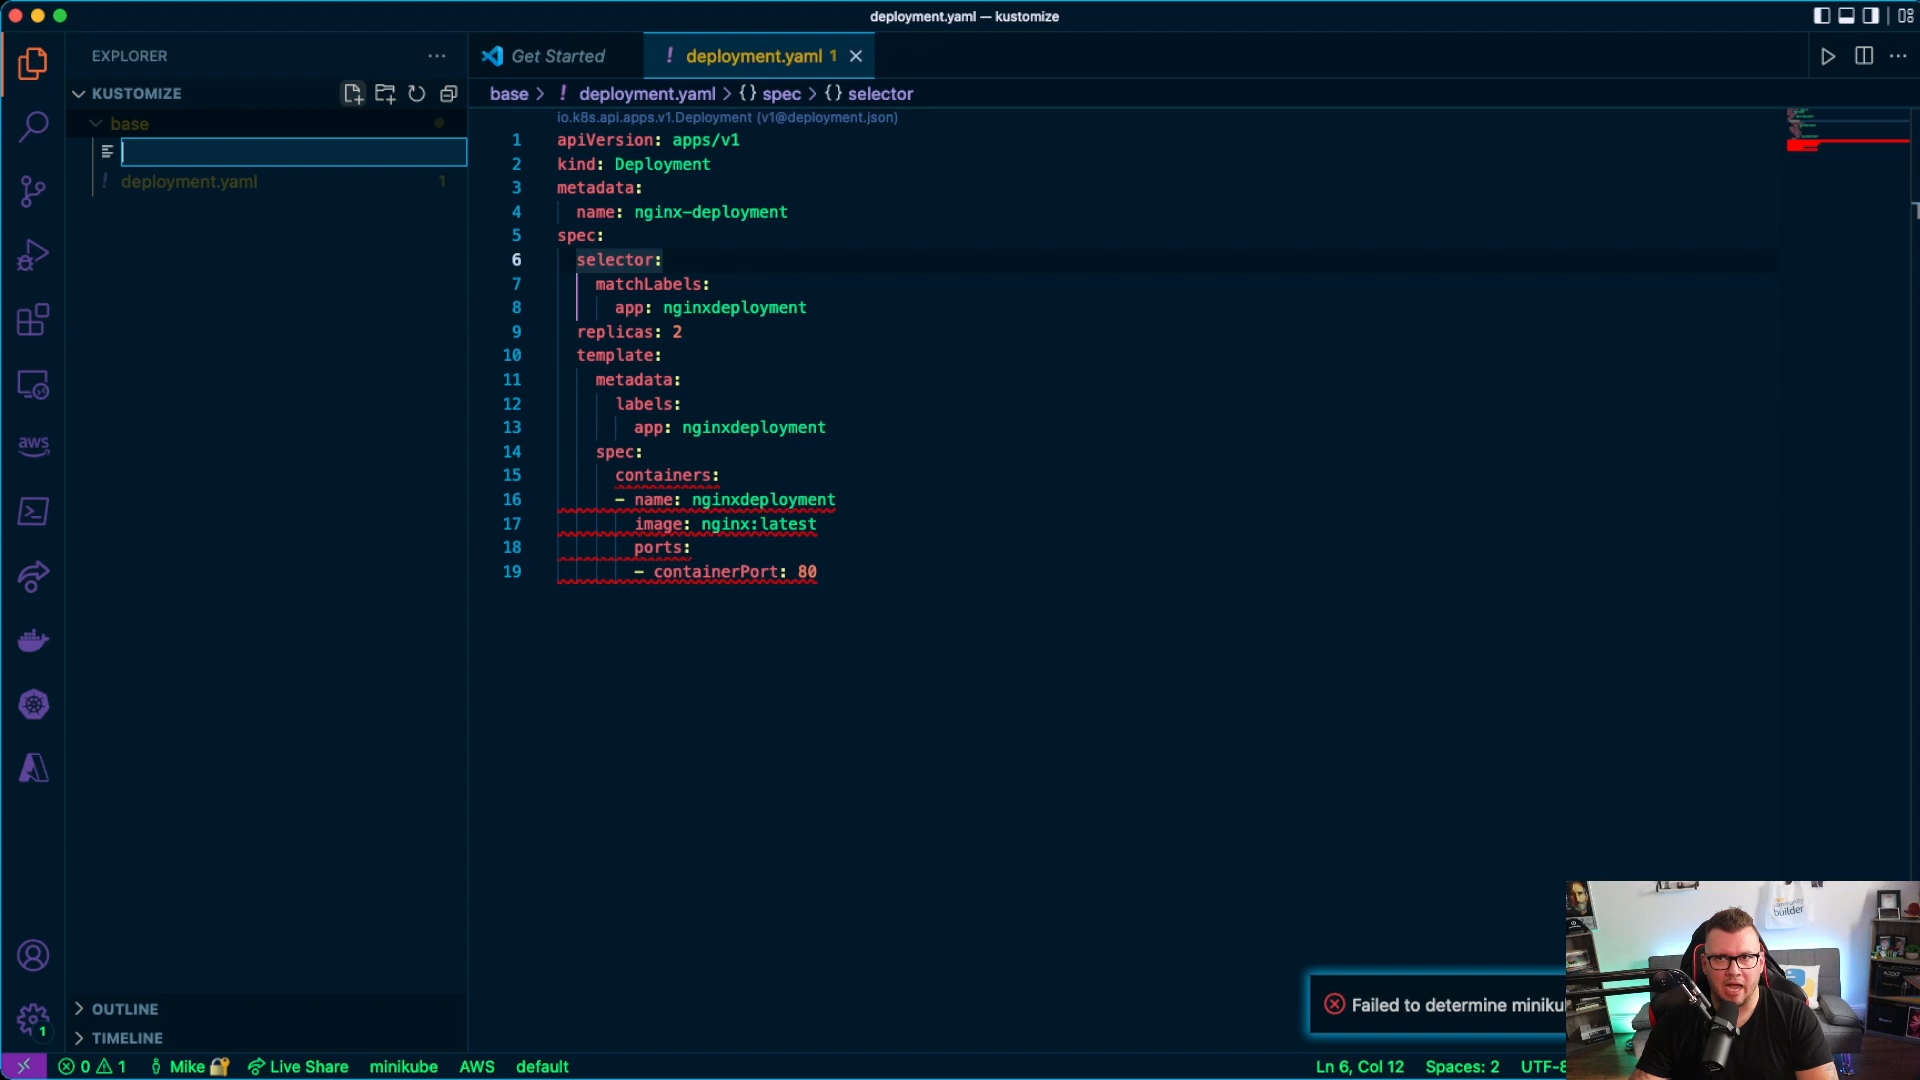 deployment.yaml — kustomize
EXPLORER
Get Started
deployment.yaml 1
KUSTOMIZE
base > ! deployment.yaml > {} spec > {} selector
base
deployment.yaml 1
io.k8s.api.apps.v1.Deployment (v1@deployment.json)
1 apiVersion: apps/v1
2 kind: Deployment
3 metadata:
4 name: nginx-deployment
5 spec:
6 selector:
7 matchLabels:
8 app: nginxdeployment
9 replicas: 2
10 template:
11 metadata:
12 labels:
13 app: nginxdeployment
14 spec:
15 containers:
16 - name: nginxdeployment
17 image: nginx:latest
18 ports:
19 - containerPort: 80
aws
builder
OUTLINE
TIMELINE
1
Failed to determine miniku
0 1 Mike Live Share minikube AWS default
Ln 6, Col 12 Spaces: 2 UTF-8